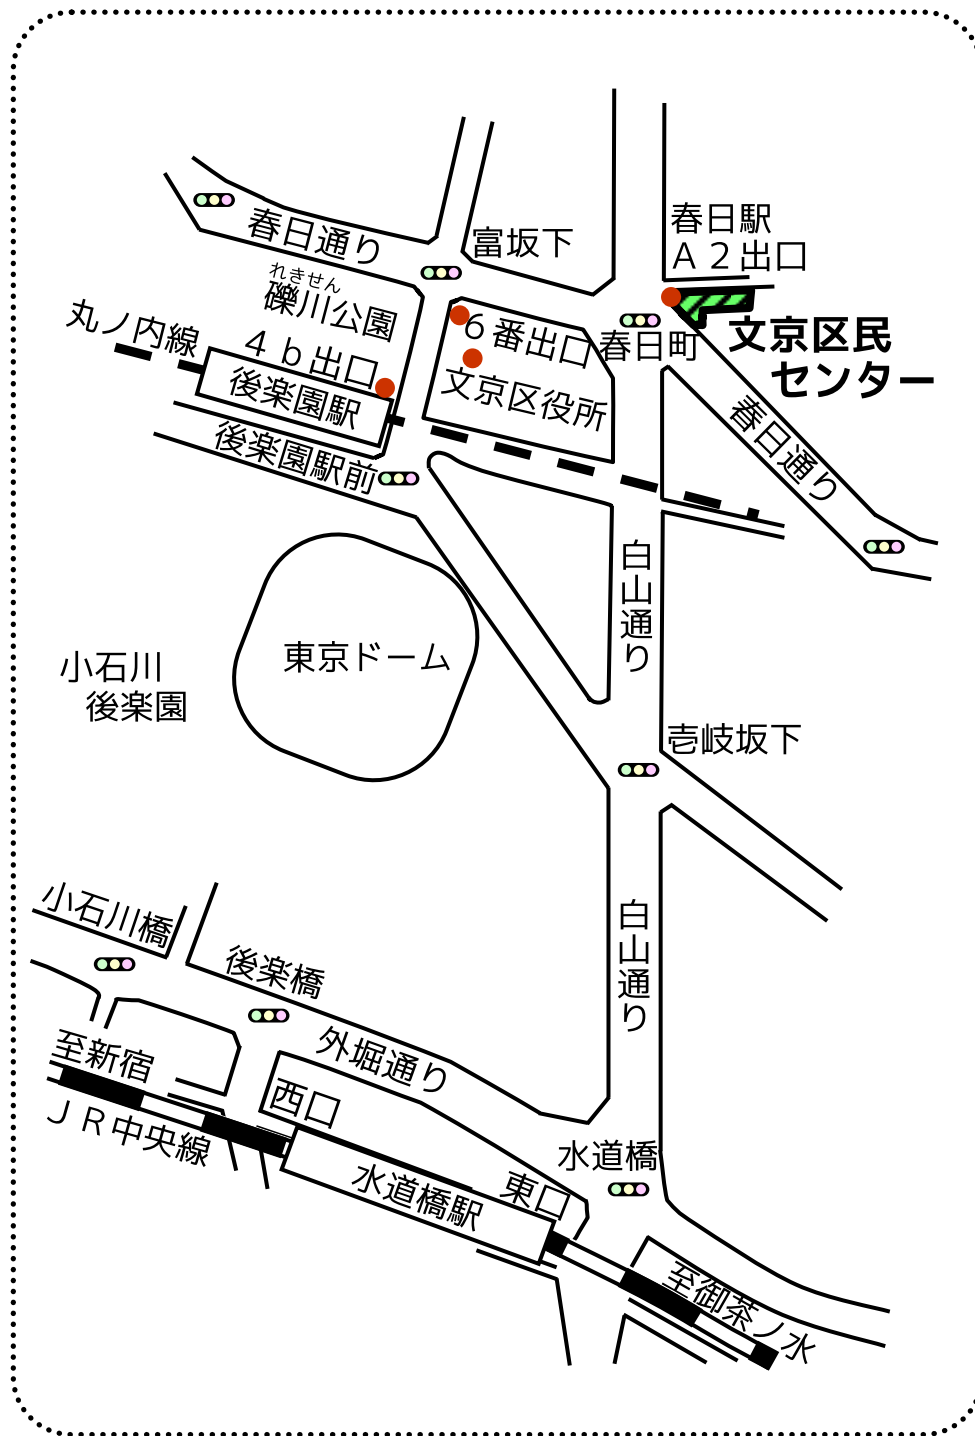 春日駅
Ａ２出口
春日通り
富坂下
れきせん
礫川公園
丸ノ内線
４ｂ出口
６番出口
春日町
文京区民
センター
後楽園駅
文京区役所
春日通り
後楽園駅前
白山通り
東京ドーム
小石川
後楽園
壱岐坂下
小石川橋
白山通り
後楽橋
外堀通り
至新宿
西口
ＪＲ中央線
水道橋
水道橋駅
東口
至御茶ノ水